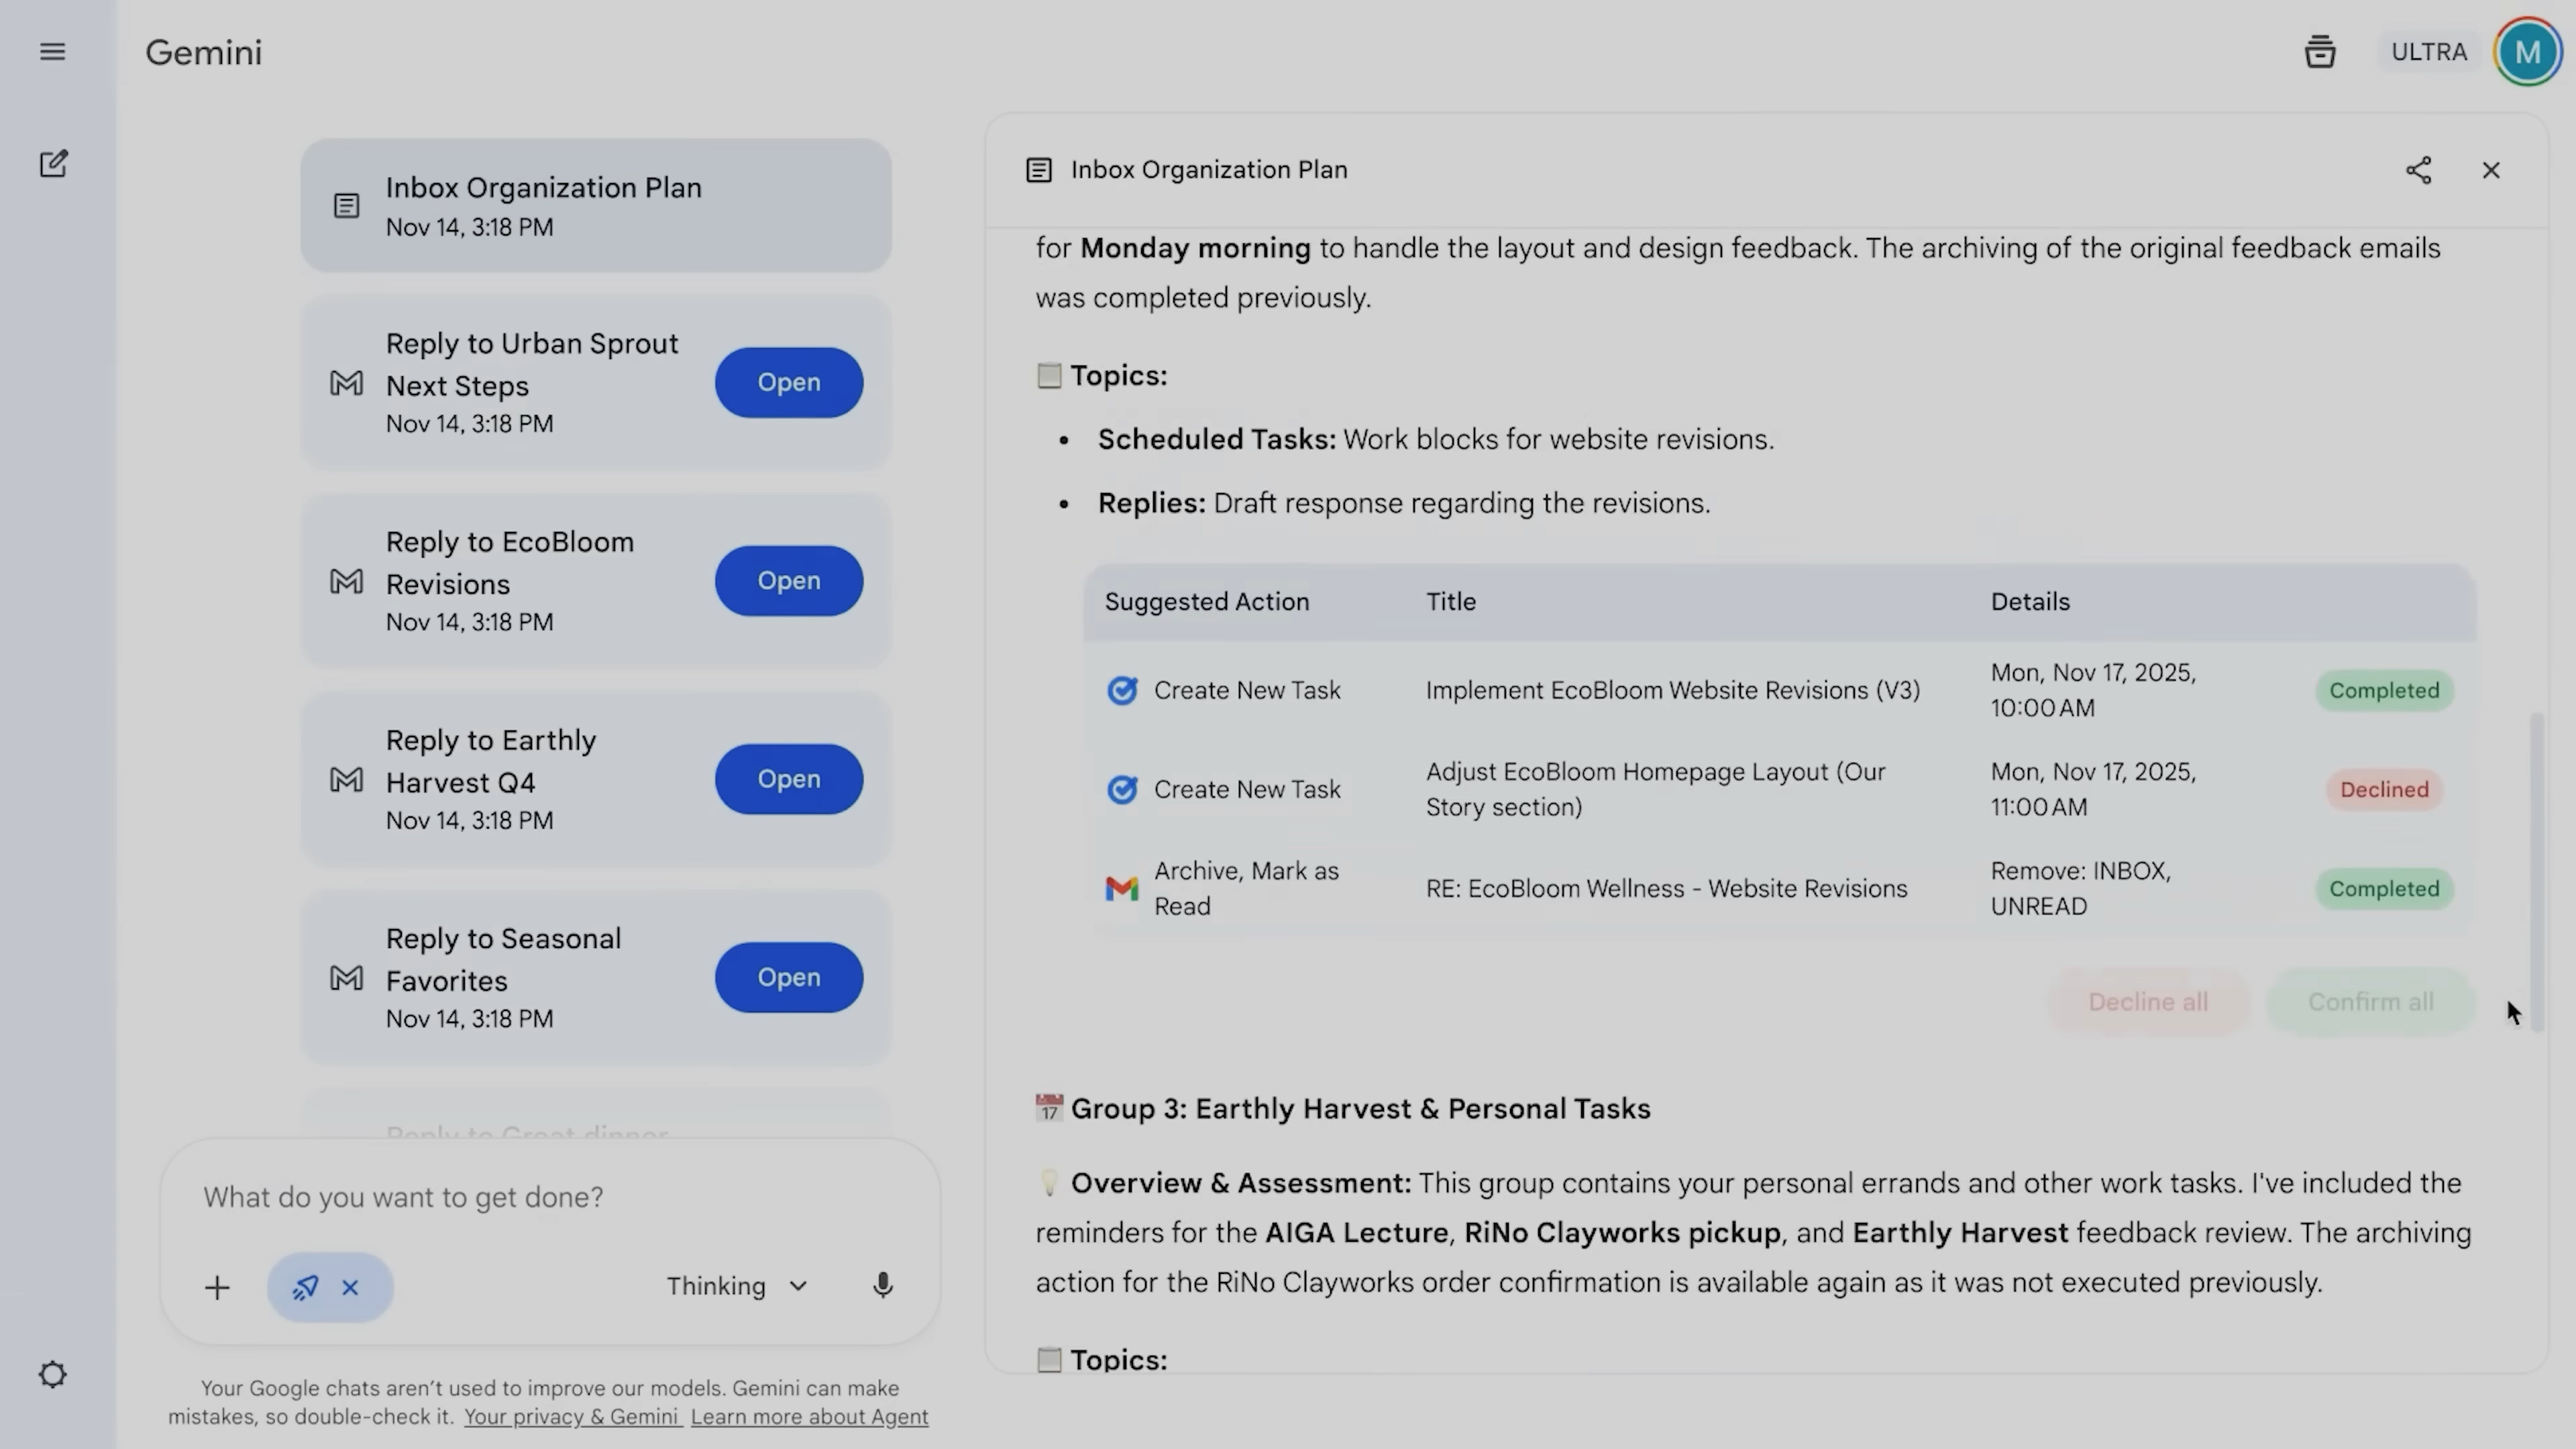 Gemini
ULTRA
M
Inbox Organization Plan
Nov 14, 3:18 PM
Reply to Urban Sprout
Next Steps
Nov 14, 3:18 PM
Open
Reply to EcoBloom
Revisions
Nov 14, 3:18 PM
Open
Reply to Earthly
Harvest Q4
Nov 14, 3:18 PM
Open
Reply to Seasonal
Favorites
Nov 14, 3:18 PM
Open
Reply to Great dinner
What do you want to get done?
Thinking
Your Google chats aren’t used to improve our models. Gemini can make
mistakes, so double-check it. Your privacy & Gemini Learn more about Agent
Inbox Organization Plan
for Monday morning to handle the layout and design feedback. The archiving of the original feedback emails
was completed previously.
Topics:
• Scheduled Tasks: Work blocks for website revisions.
• Replies: Draft response regarding the revisions.
Suggested Action Title Details
Create New Task Implement EcoBloom Website Revisions (V3) Mon, Nov 17, 2025,
10:00 AM
Completed
Create New Task Adjust EcoBloom Homepage Layout (Our
Story section)
Mon, Nov 17, 2025,
11:00 AM
Declined
Archive, Mark as
Read
RE: EcoBloom Wellness - Website Revisions
Remove: INBOX,
UNREAD
Completed
Decline all Confirm all
17 Group 3: Earthly Harvest & Personal Tasks
Overview & Assessment: This group contains your personal errands and other work tasks. I've included the
reminders for the AIGA Lecture, RiNo Clayworks pickup, and Earthly Harvest feedback review. The archiving
action for the RiNo Clayworks order confirmation is available again as it was not executed previously.
Topics: